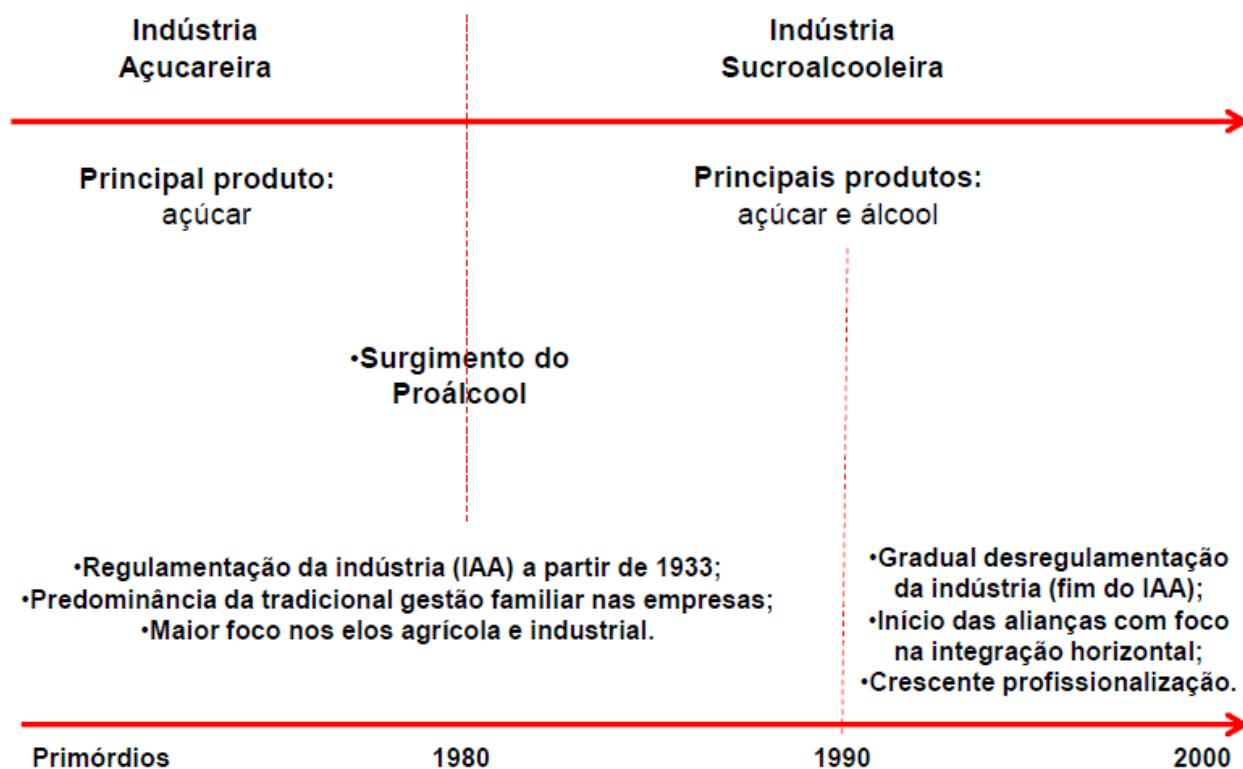 Indústria
Açucareira
Indústria
Sucroalcooleira
Principal produto:
açúcar
Principais produtos:
açúcar e álcool
•Surgimento do
Proálcool
•Regulamentação da indústria (IAA) a partir de 1933;
•Predominância da tradicional gestão familiar nas empresas;
•Maior foco nos elos agrícola e industrial.
•Gradual desregulamentação
da indústria (fim do IAA);
•Início das alianças com foco
na integração horizontal;
•Crescente profissionalização.
Primórdios
1980
1990
2000